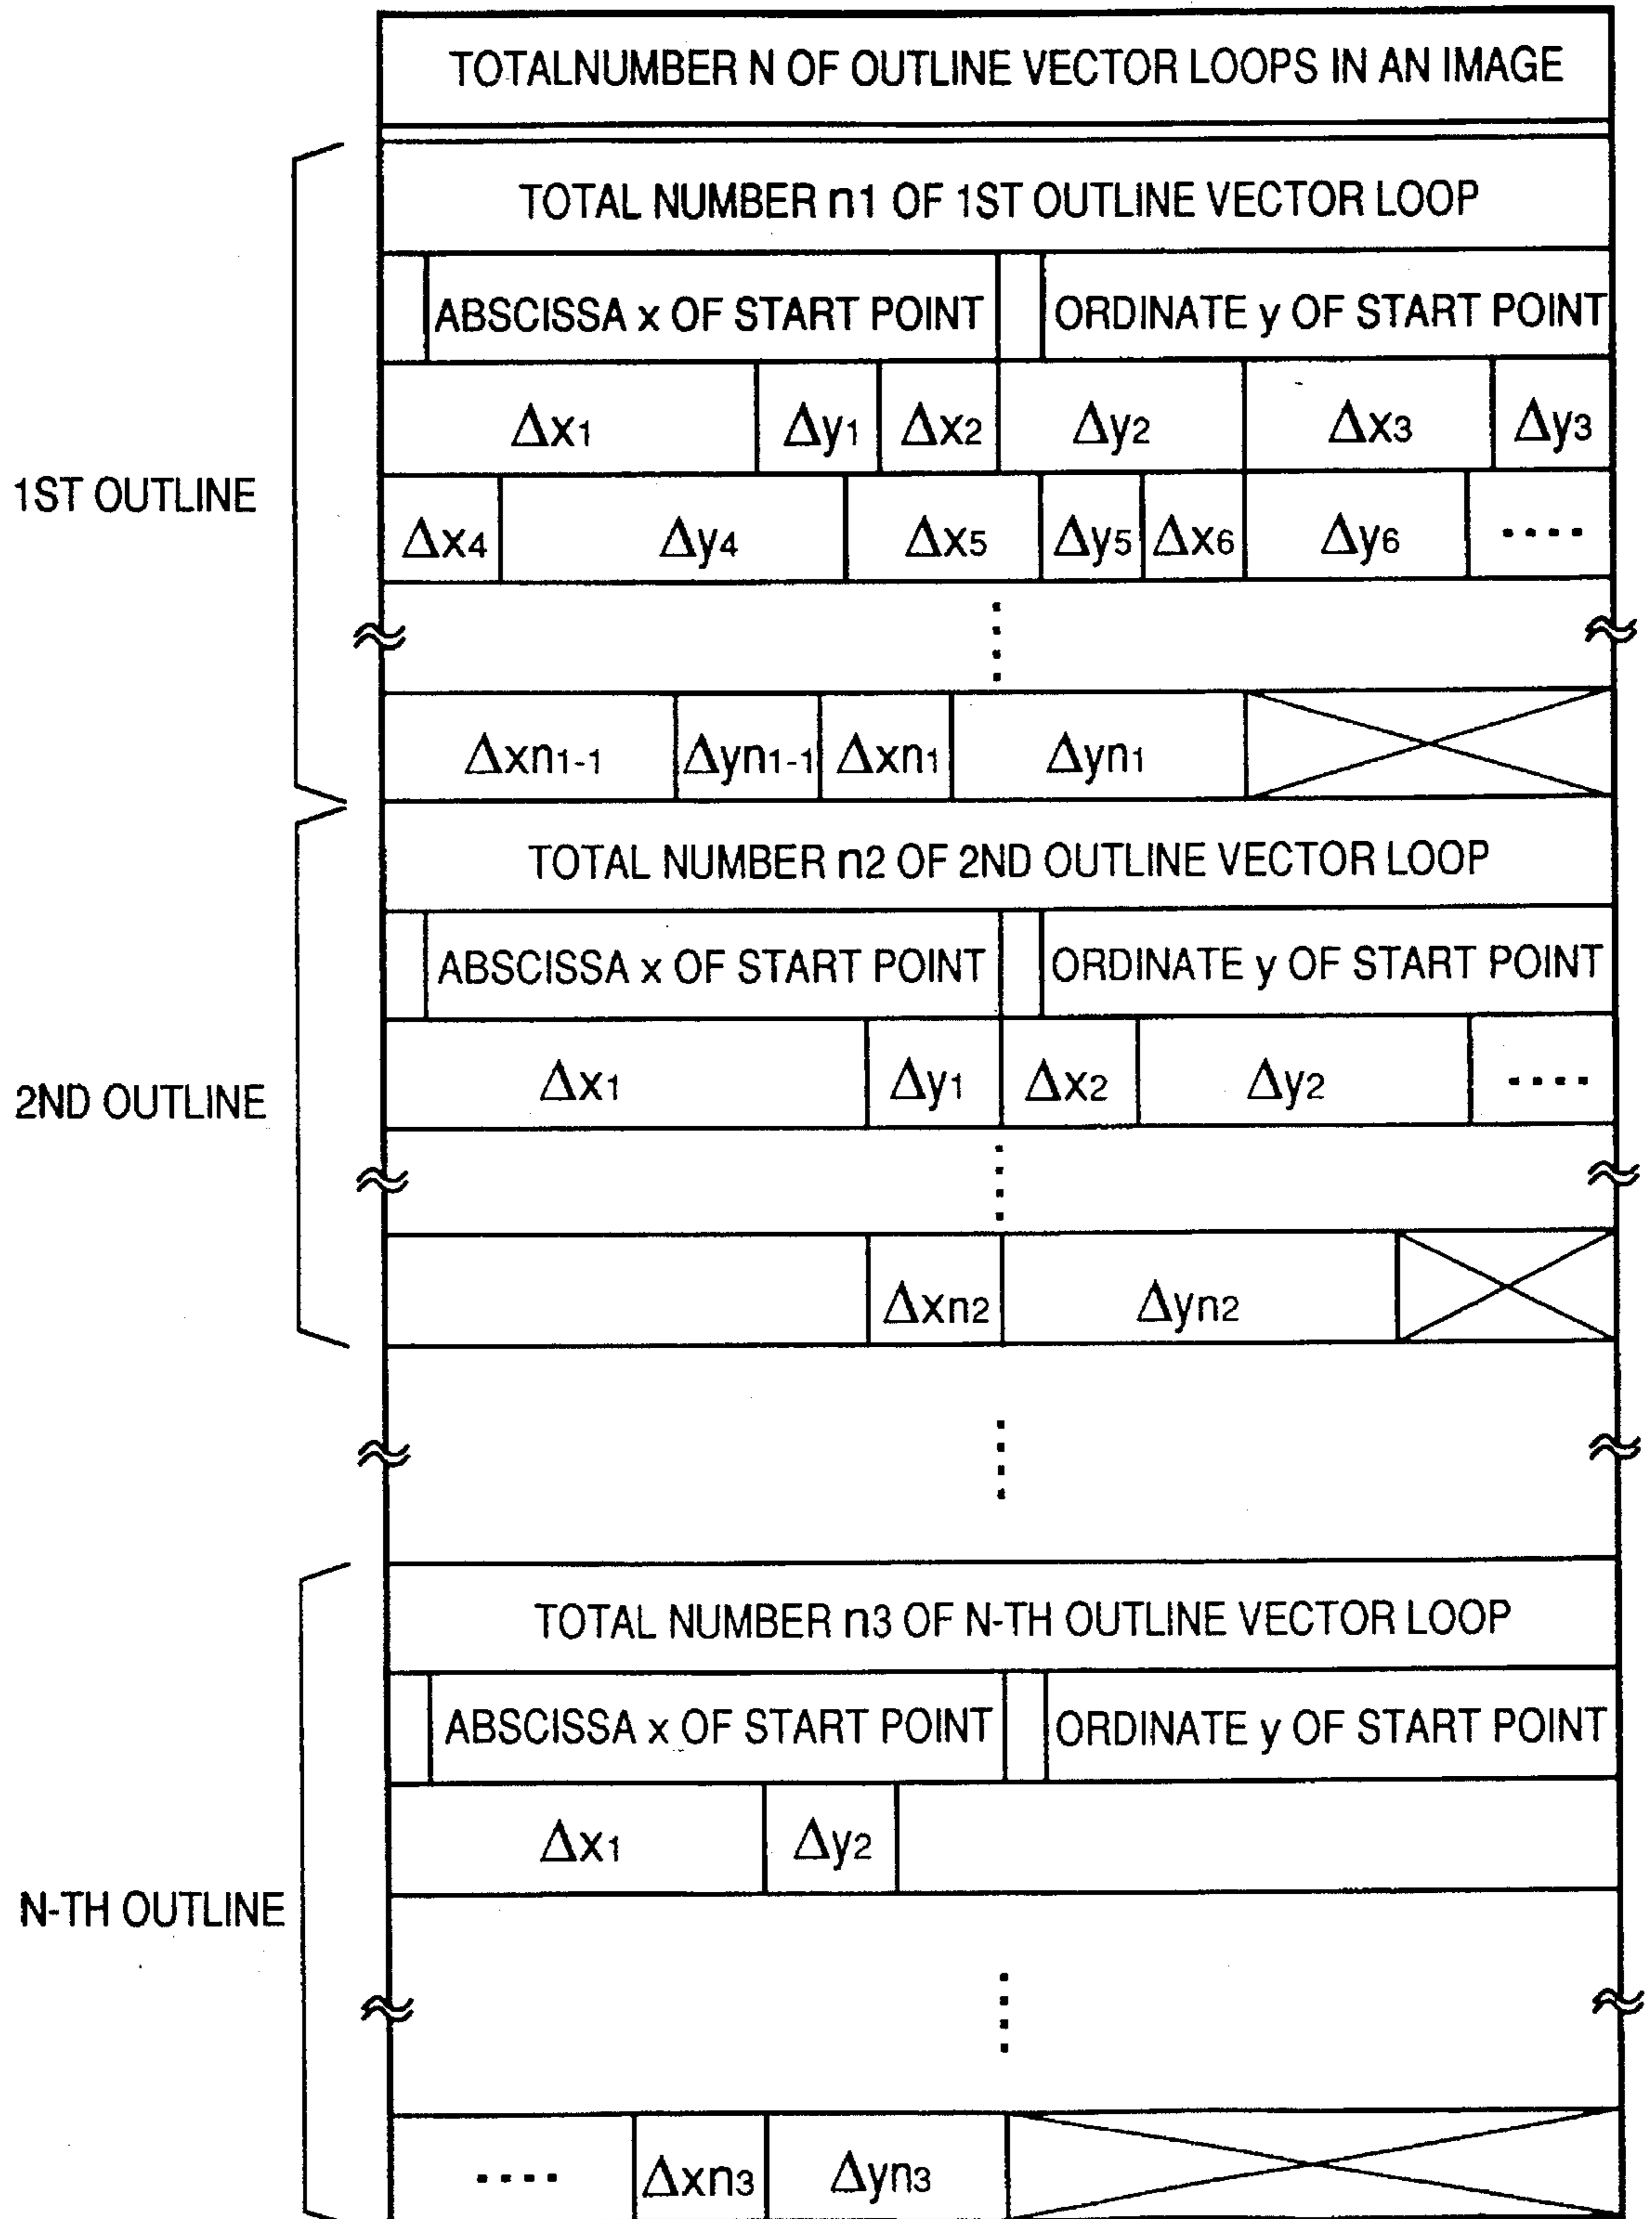 TOTALNUMBER N OF OUTLINE VECTOR LOOPS IN AN IMAGE
TOTAL NUMBER n1 OF 1ST OUTLINE VECTOR LOOP
ABSCISSA x OF START POINT ORDINATE y OF START POINT
Δx1 Δy1 Δx2 Δy2 Δx3 Δy3
1ST OUTLINE
Δx4 Δy4 Δx5 Δy5 Δx6 Δy6 ····
Δxn1-1 Δyn1-1 Δxn1 Δyn1
TOTAL NUMBER n2 OF 2ND OUTLINE VECTOR LOOP
ABSCISSA x OF START POINT ORDINATE y OF START POINT
2ND OUTLINE
Δx1 Δy1 Δx2 Δy2 ····
Δxn2 Δyn2
TOTAL NUMBER n3 OF N-TH OUTLINE VECTOR LOOP
ABSCISSA x OF START POINT ORDINATE y OF START POINT
Δx1 Δy2
N-TH OUTLINE
···· Δxn3 Δyn3